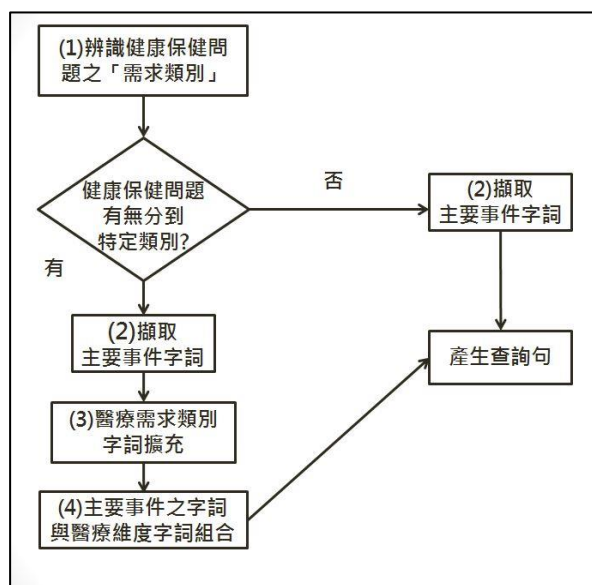 (1)辨識健康保健問
題之「需求類別」
健康保健問題
有無分到
特定類別?
否
(2)擷取
主要事件字詞
有
(2)擷取
主要事件字詞
產生查詢句
(3)醫療需求類別
字詞擴充
(4)主要事件之字詞
與醫療維度字詞組合